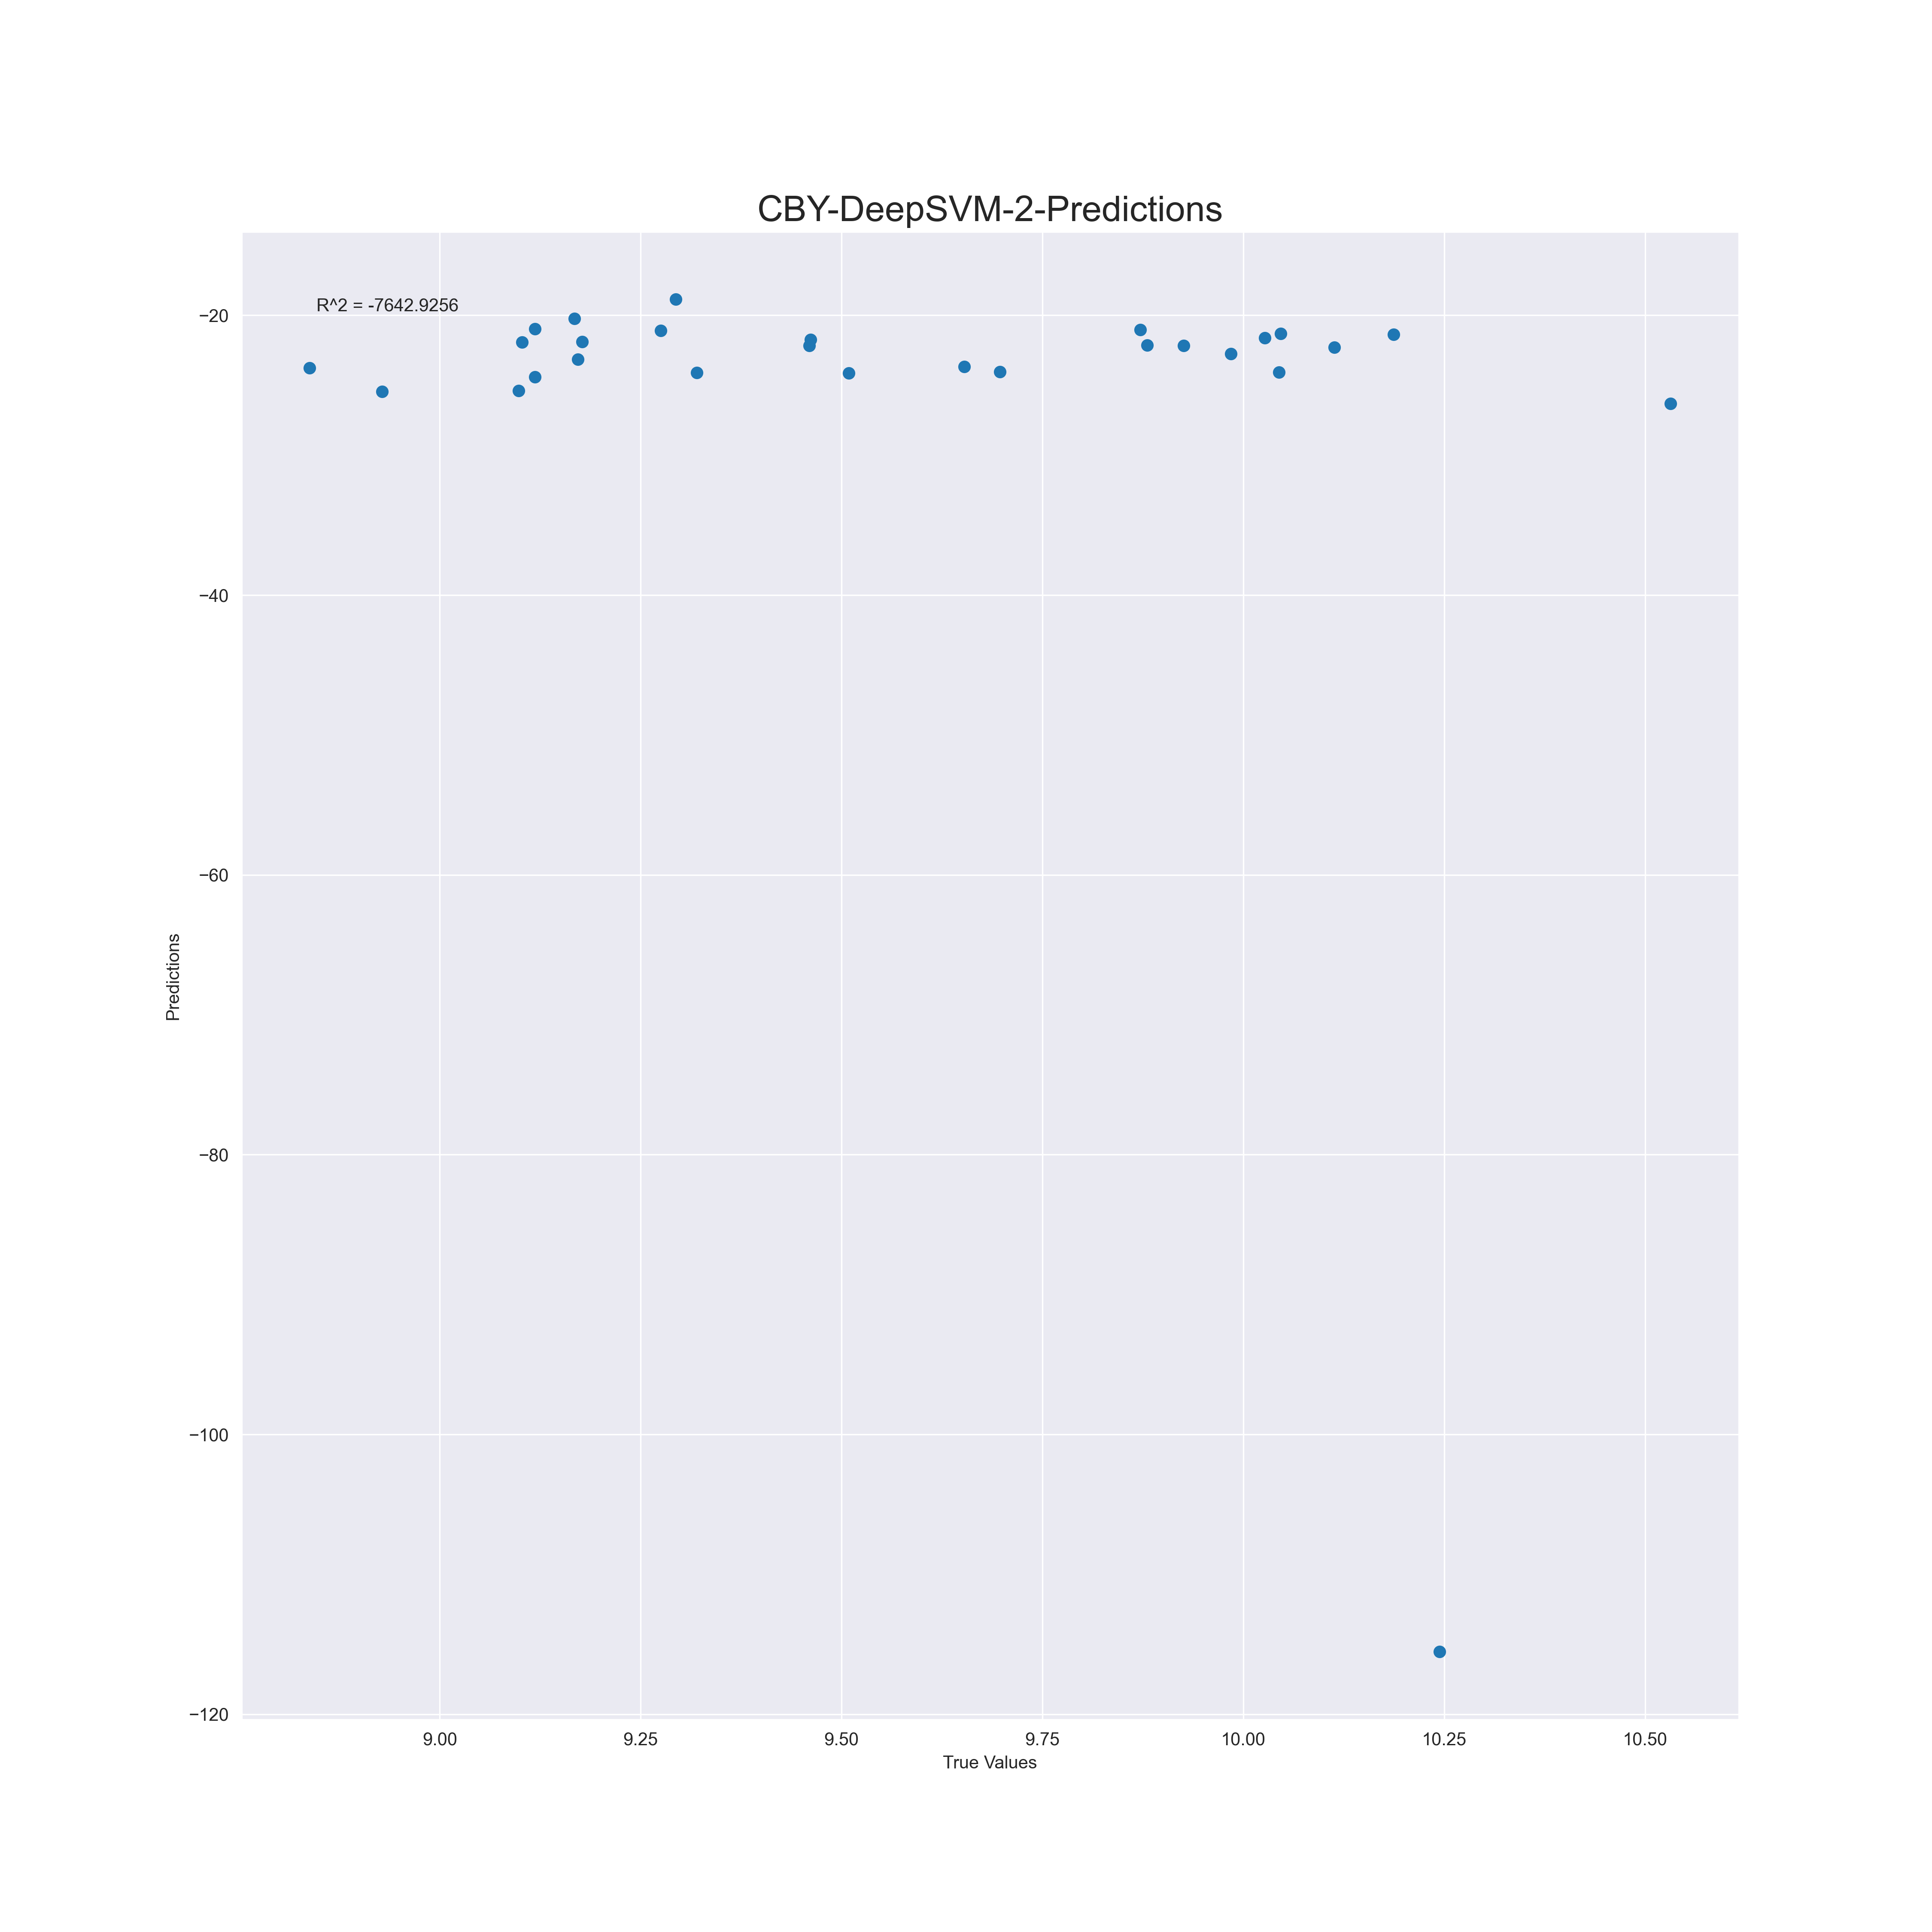 CBY-DeepSVM-2-Predictions
R^2 = -7642.9256
−20
−40
−60
−80
−100
−120
Predictions
9.00 9.25 9.50 9.75 10.00 10.25 10.50
True Values